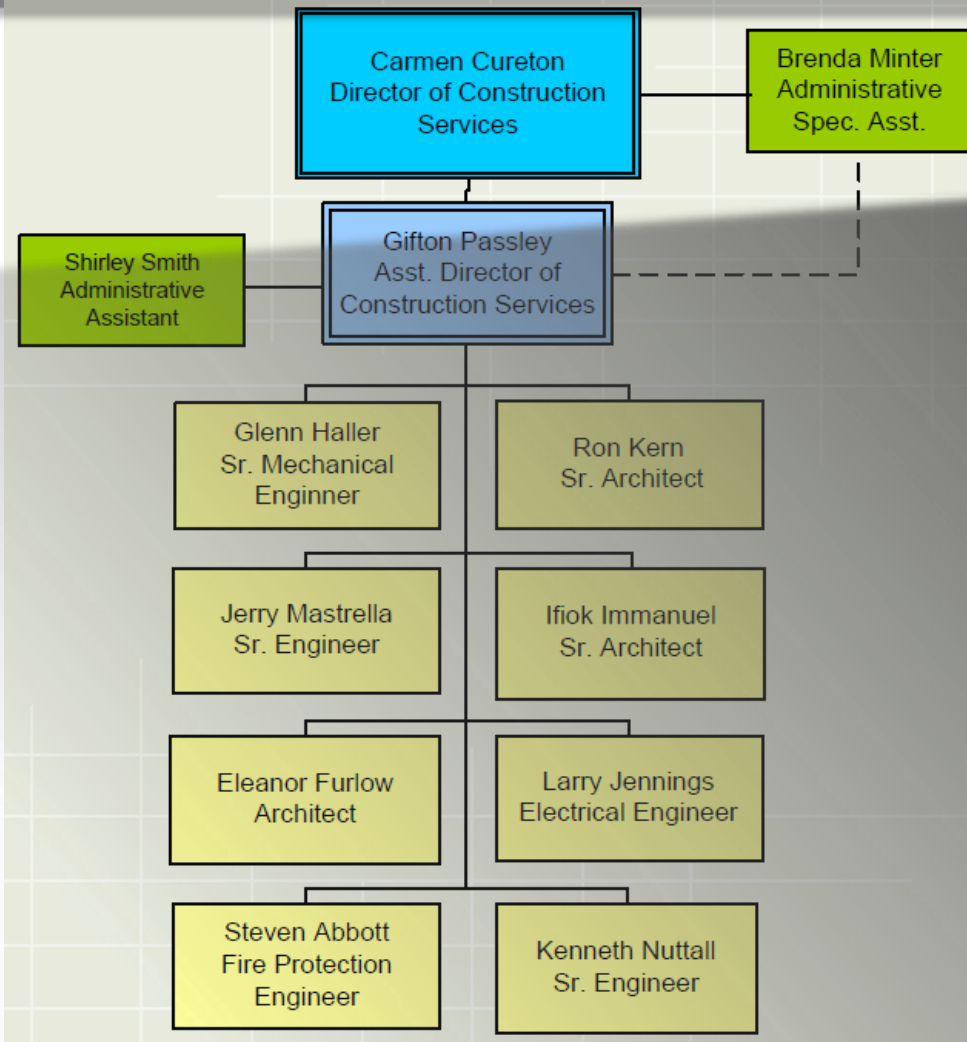 Carmen Cureton
Director of Construction
Services
Brenda Minter
Administrative
Spec. Asst.
Gifton Passley
Asst. Director of
Construction Services
Shirley Smith
Administrative
Assistant
Glenn Haller
Sr. Mechanical
Enginner
Ron Kern
Sr. Architect
Jerry Mastrella
Sr. Engineer
Ifiok Immanuel
Sr. Architect
Eleanor Furlow
Architect
Larry Jennings
Electrical Engineer
Steven Abbott
Fire Protection
Engineer
Kenneth Nuttall
Sr. Engineer